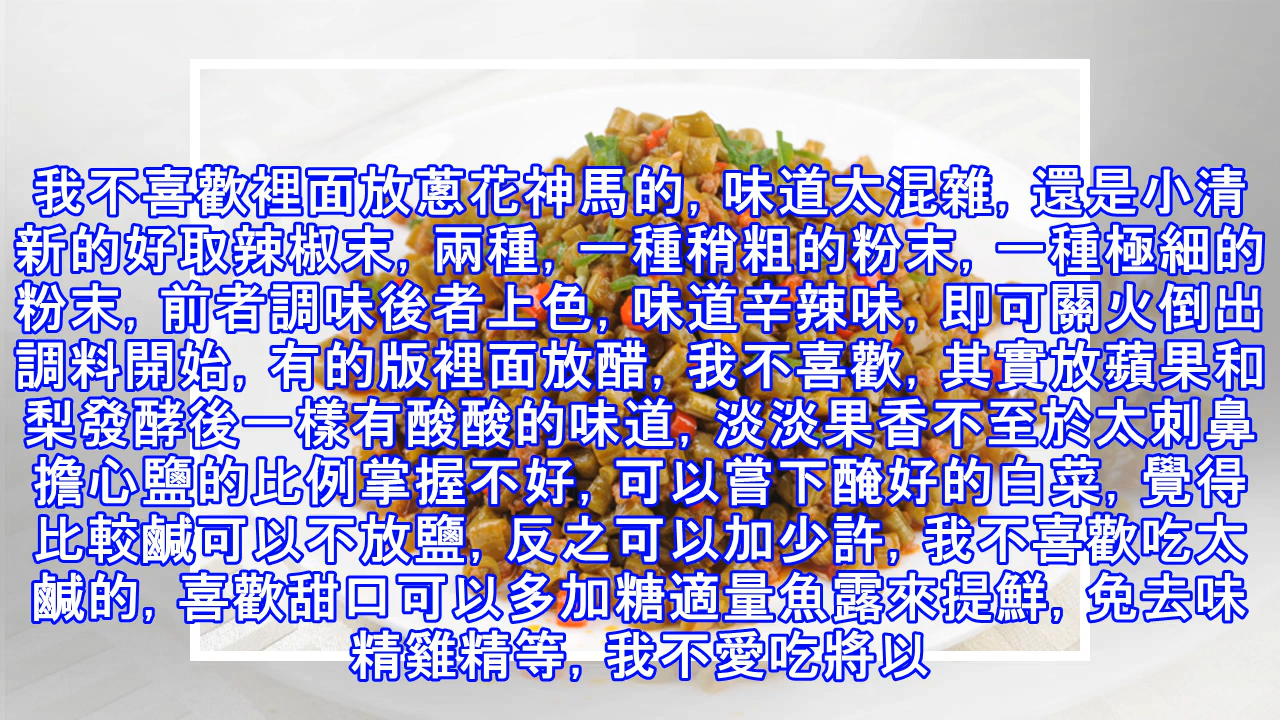 我不喜歡裡面放蔥花神馬的, 味道太混雜, 還是小清
新的好取辣椒末, 兩種, 一種稍粗的粉末, 一種極細的
粉末, 前者調味後者上色, 味道辛辣味, 即可關火倒出
調料開始, 有的版裡面放醋, 我不喜歡, 其實放蘋果和
梨發酵後一樣有酸酸的味道, 淡淡果香不至於太刺鼻
擔心鹽的比例掌握不好, 可以嘗下醃好的白菜, 覺得
比較鹹可以不放鹽, 反之可以加少許, 我不喜歡吃太
鹹的, 喜歡甜口可以多加糖適量魚露來提鮮, 免去味
精雞精等, 我不愛吃將以